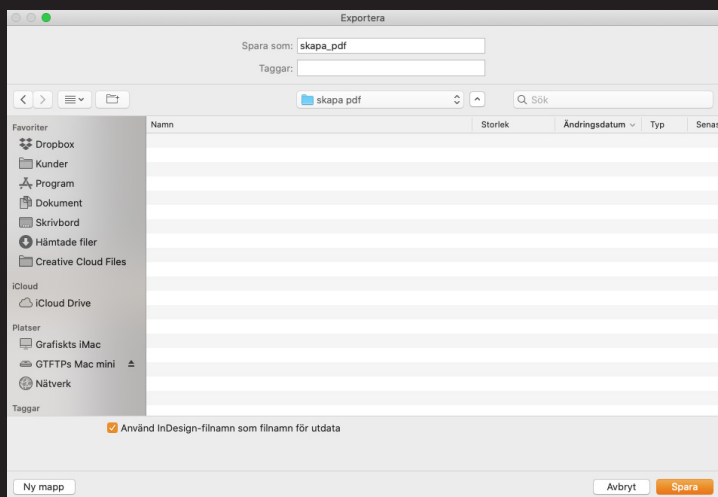 Exportera
Spara som: skapa_pdf
Taggar:
skapa pdf
Sök
Favoriter
Dropbox
Kunder
Program
Dokument
Skrivbord
Hämtade filer
Creative Cloud Files
iCloud
iCloud Drive
Platser
Grafiskts iMac
GTFTPs Mac mini
Nätverk
Taggar
Namn Storlek Ändringsdatum Typ Senas
Använd InDesign-filnamn som filnamn för utdata
Ny mapp Avbryt Spara